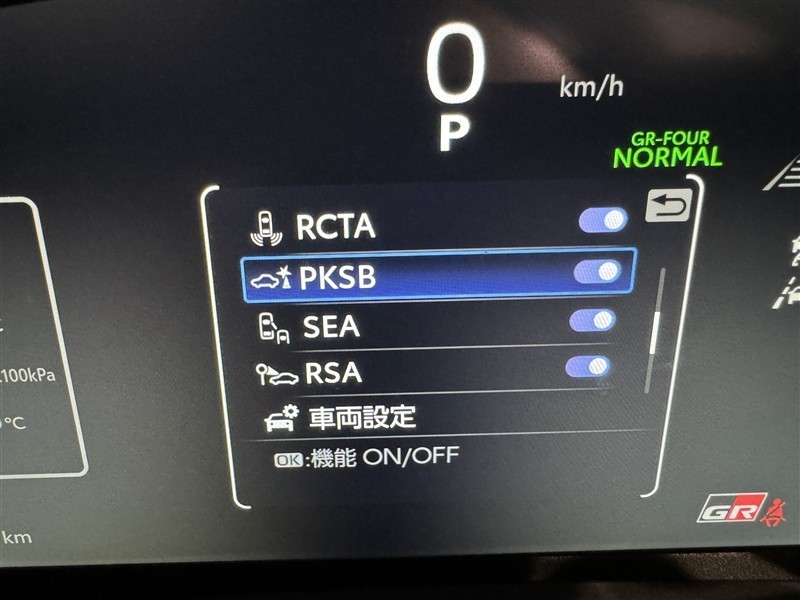 0
km/h
P
GR-FOUR
NORMAL
RCTA
PKSB
SEA
RSA
100kPa
車両設定
°C
OK:機能 ON/OFF
GR
km